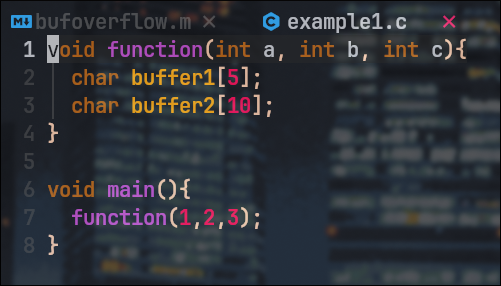 bufoverflow.m × example1.c ×
1 void function(int a, int b, int c){
2   char buffer1[5];
3   char buffer2[10];
4 }
5
6 void main(){
7   function(1,2,3);
8 }